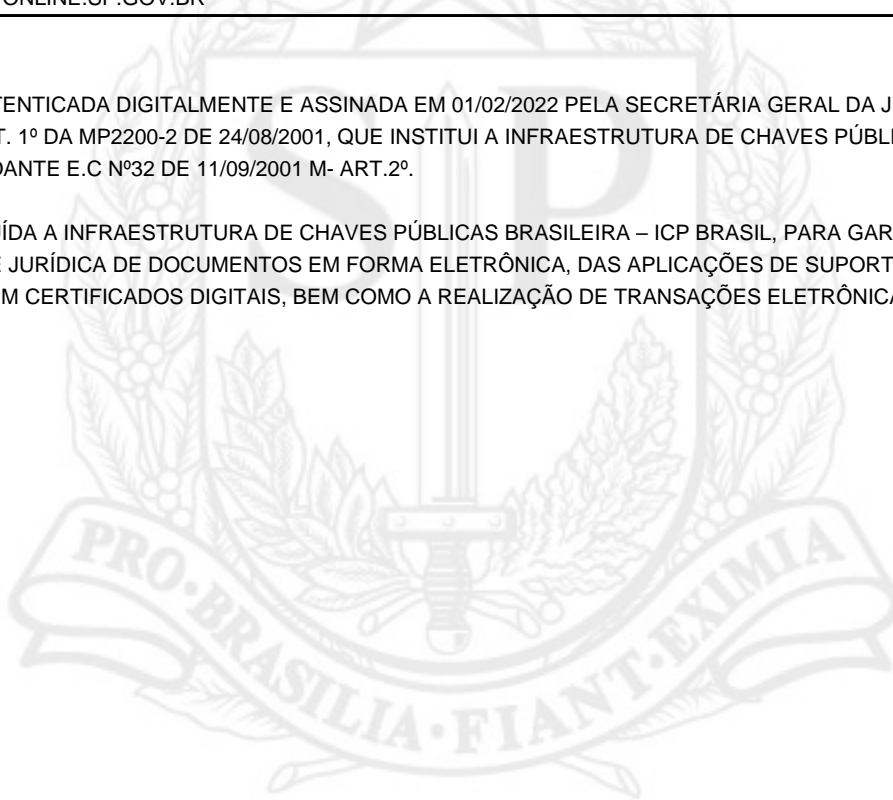 ONLINE.SP.GOV.BR
TENTICADA DIGITALMENTE E ASSINADA EM 01/02/2022 PELA SECRETÁRIA GERAL DA J
T. 1º DA MP2200-2 DE 24/08/2001, QUE INSTITUI A INFRAESTRUTURA DE CHAVES PÚBL
DANTE E.C Nº32 DE 11/09/2001 M- ART.2º.
ÍDA A INFRAESTRUTURA DE CHAVES PÚBLICAS BRASILEIRA – ICP BRASIL, PARA GAR
E JURÍDICA DE DOCUMENTOS EM FORMA ELETRÔNICA, DAS APLICAÇÕES DE SUPORT
M CERTIFICADOS DIGITAIS, BEM COMO A REALIZAÇÃO DE TRANSAÇÕES ELETRÔNICA
SP
PRO·BRASILIA·FIANT·EXIMIA